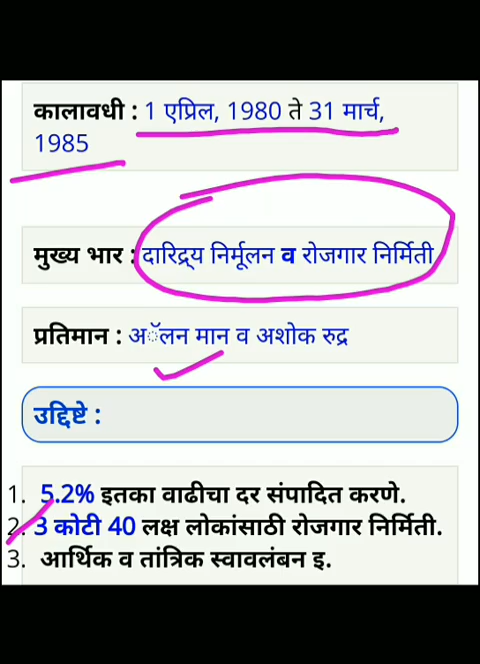 कालावधी : 1 एप्रिल, 1980 ते 31 मार्च,
1985
मुख्य भार : दारिद्र्य निर्मूलन व रोजगार निर्मिती
प्रतिमान : अॅलन मान व अशोक रुद्र
उद्दिष्टे :
1. 5.2% इतका वाढीचा दर संपादित करणे.
2. 3 कोटी 40 लक्ष लोकांसाठी रोजगार निर्मिती.
3. आर्थिक व तांत्रिक स्वावलंबन इ.